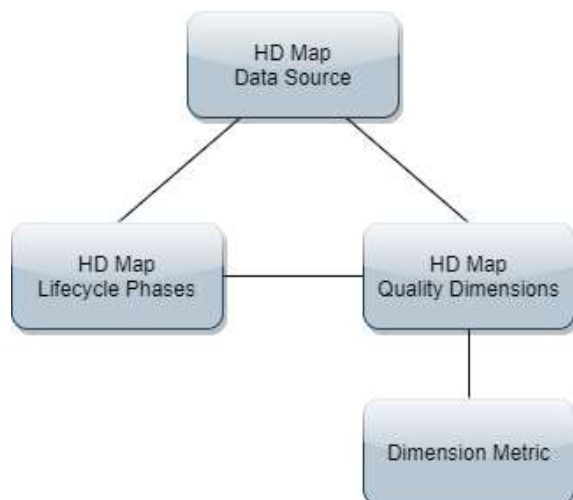 HD Map
Data Source
HD Map
Lifecycle Phases
HD Map
Quality Dimensions
Dimension Metric